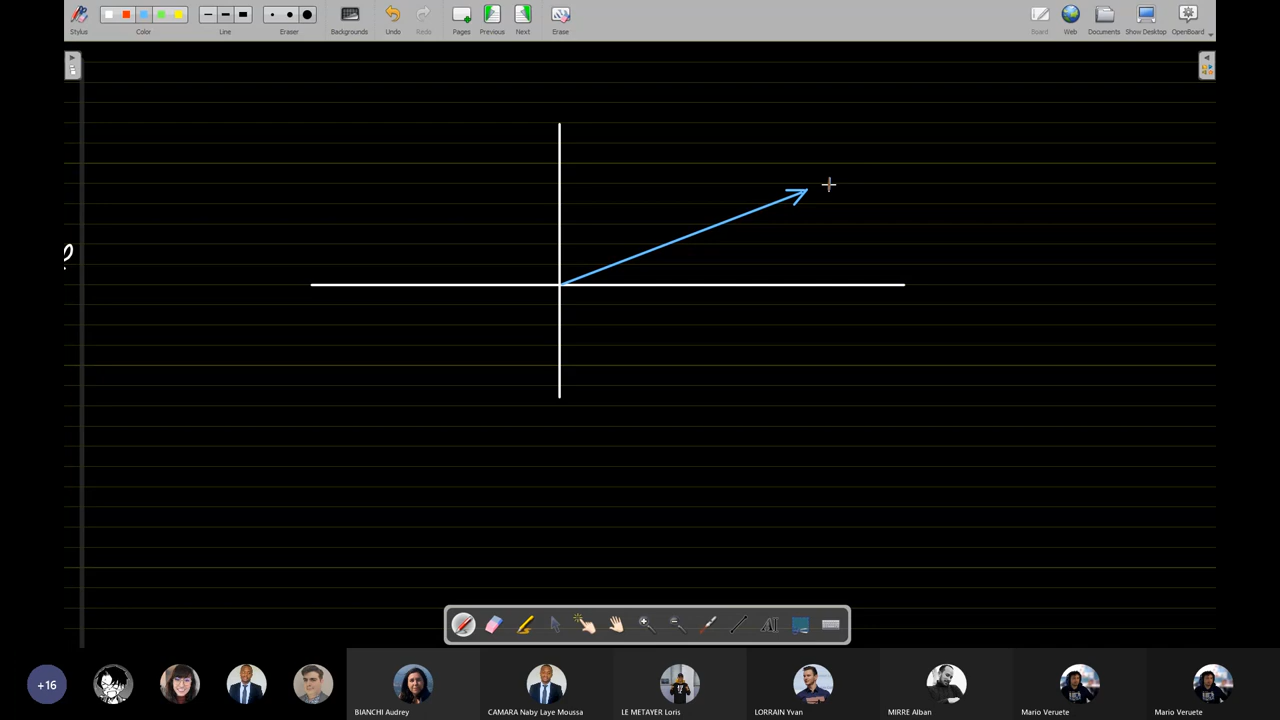 Stylus
Color
Line
Eraser
Backgrounds
Undo
Redo
Pages
Previous
Next
Erase
Board
Web
Documents
Show Desktop
OpenBoard
+16
BIANCHI Audrey
CAMARA Naby Laye Moussa
LE METAYER Loris
LORRAIN Yvan
MIRRE Alban
Mario Veruete
Mario Veruete